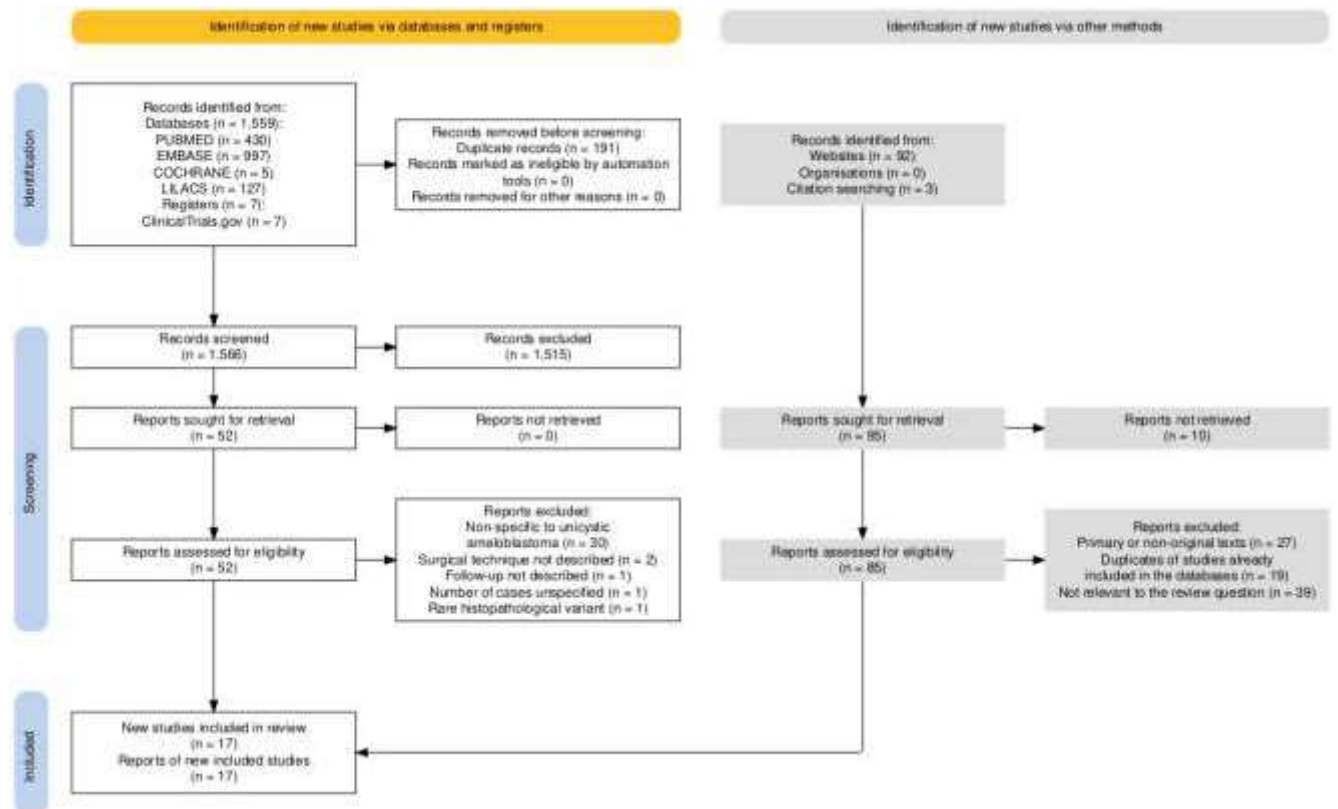 Identification of new studies via databases and registers
Identification of new studies via other methods
Identification
Records identified from:
Databases (n = 1,559):
PUBMED (n = 430)
EMBASE (n = 997)
COCHRANE (n = 5)
LILACS (n = 127)
Registers (n = 7):
ClinicalTrials.gov (n = 7)
Records removed before screening:
Duplicate records (n = 191)
Records marked as ineligible by automation
tools (n = 0)
Records removed for other reasons (n = 0)
Records identified from:
Websites (n = 92)
Organisations (n = 0)
Citation searching (n = 3)
Screening
Records screened
(n = 1,566)
Records excluded
(n = 1,515)
Reports sought for retrieval
(n = 52)
Reports not retrieved
(n = 0)
Reports sought for retrieval
(n = 95)
Reports not retrieved
(n = 10)
Reports assessed for eligibility
(n = 52)
Reports excluded:
Non-specific to unicystic
ameloblastoma (n = 30)
Surgical technique not described (n = 2)
Follow-up not described (n = 1)
Number of cases unspecified (n = 1)
Rare histopathological variant (n = 1)
Reports assessed for eligibility
(n = 85)
Reports excluded:
Primary or non-original texts (n = 27)
Duplicates of studies already
included in the databases (n = 19)
Not relevant to the review question (n = 39)
Included
New studies included in review
(n = 17)
Reports of new included studies
(n = 17)